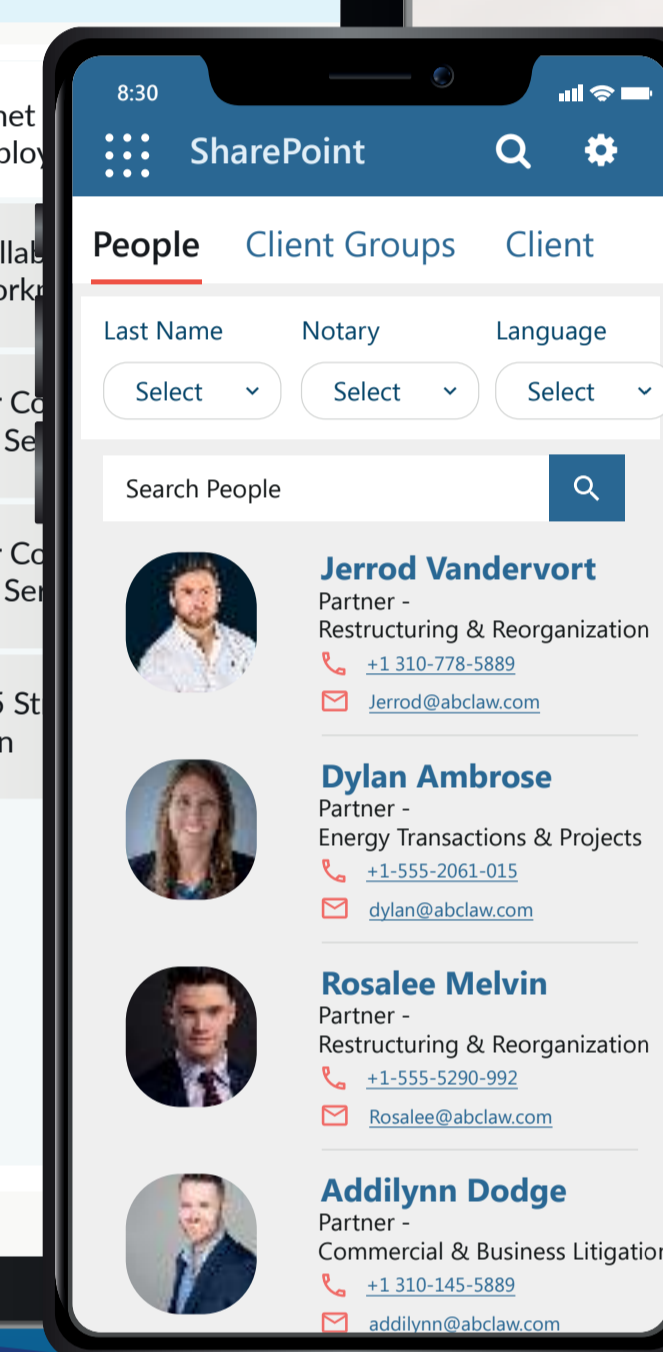 8:30
SharePoint
People Client Groups Client
Last Name Notary Language
Select Select Select
Search People
Jerrod Vandervort
Partner -
Restructuring & Reorganization
+1 310-778-5889
Jerrod@abclaw.com
Dylan Ambrose
Partner -
Energy Transactions & Projects
+1-555-2061-015
dylan@abclaw.com
Rosalee Melvin
Partner -
Restructuring & Reorganization
+1-555-5290-992
Rosalee@abclaw.com
Addilynn Dodge
Partner -
Commercial & Business Litigation
+1 310-145-5889
addilynn@abclaw.com